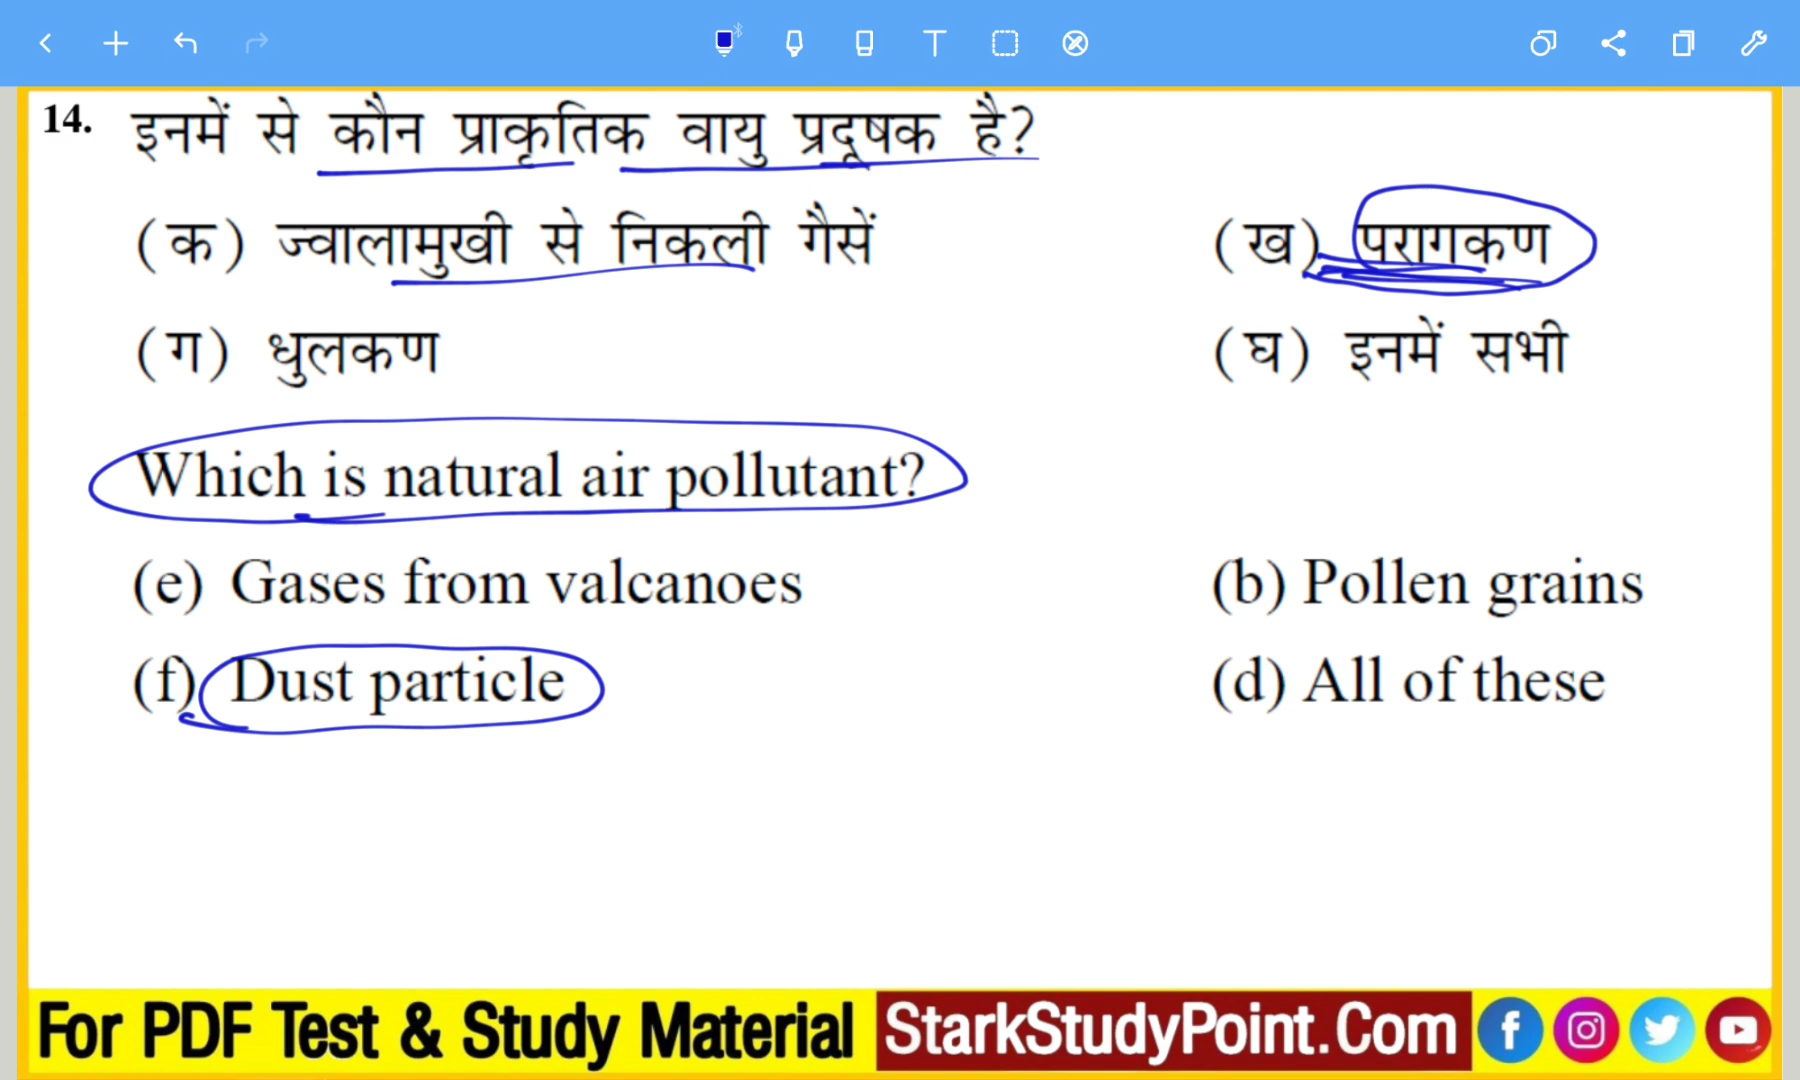 14. इनमें से कौन प्राकृतिक वायु प्रदूषक है?
(क) ज्वालामुखी से निकली गैसें (ख) परागकण
(ग) धुलकण (घ) इनमें सभी
Which is natural air pollutant?
(e) Gases from valcanoes (b) Pollen grains
(f) Dust particle (d) All of these
For PDF Test & Study Material StarkStudyPoint.Com